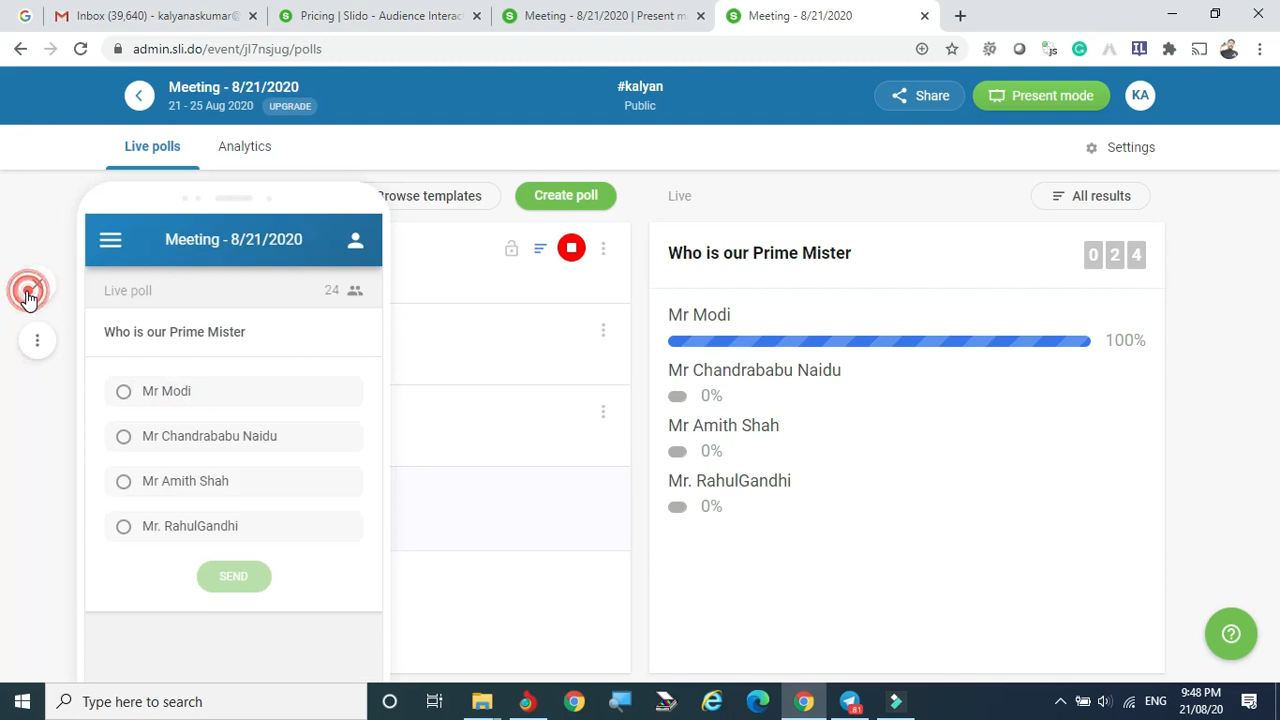 Inbox (39,640) - kalyanaskumar@
Pricing | Slido - Audience Interac
Meeting - 8/21/2020 | Present m
Meeting - 8/21/2020
admin.sli.do/event/jl7nsjug/polls
Meeting - 8/21/2020
21 - 25 Aug 2020 UPGRADE
#kalyan
Public
Share
Present mode
KA
Live polls
Analytics
Settings
Browse templates
Create poll
Live
All results
Meeting - 8/21/2020
Live poll
24
Who is our Prime Mister
Mr Modi
Mr Chandrababu Naidu
Mr Amith Shah
Mr. RahulGandhi
SEND
Who is our Prime Mister
0 2 4
Mr Modi
100%
Mr Chandrababu Naidu
0%
Mr Amith Shah
0%
Mr. RahulGandhi
0%
Type here to search
81
ENG
9:48 PM
21/08/20